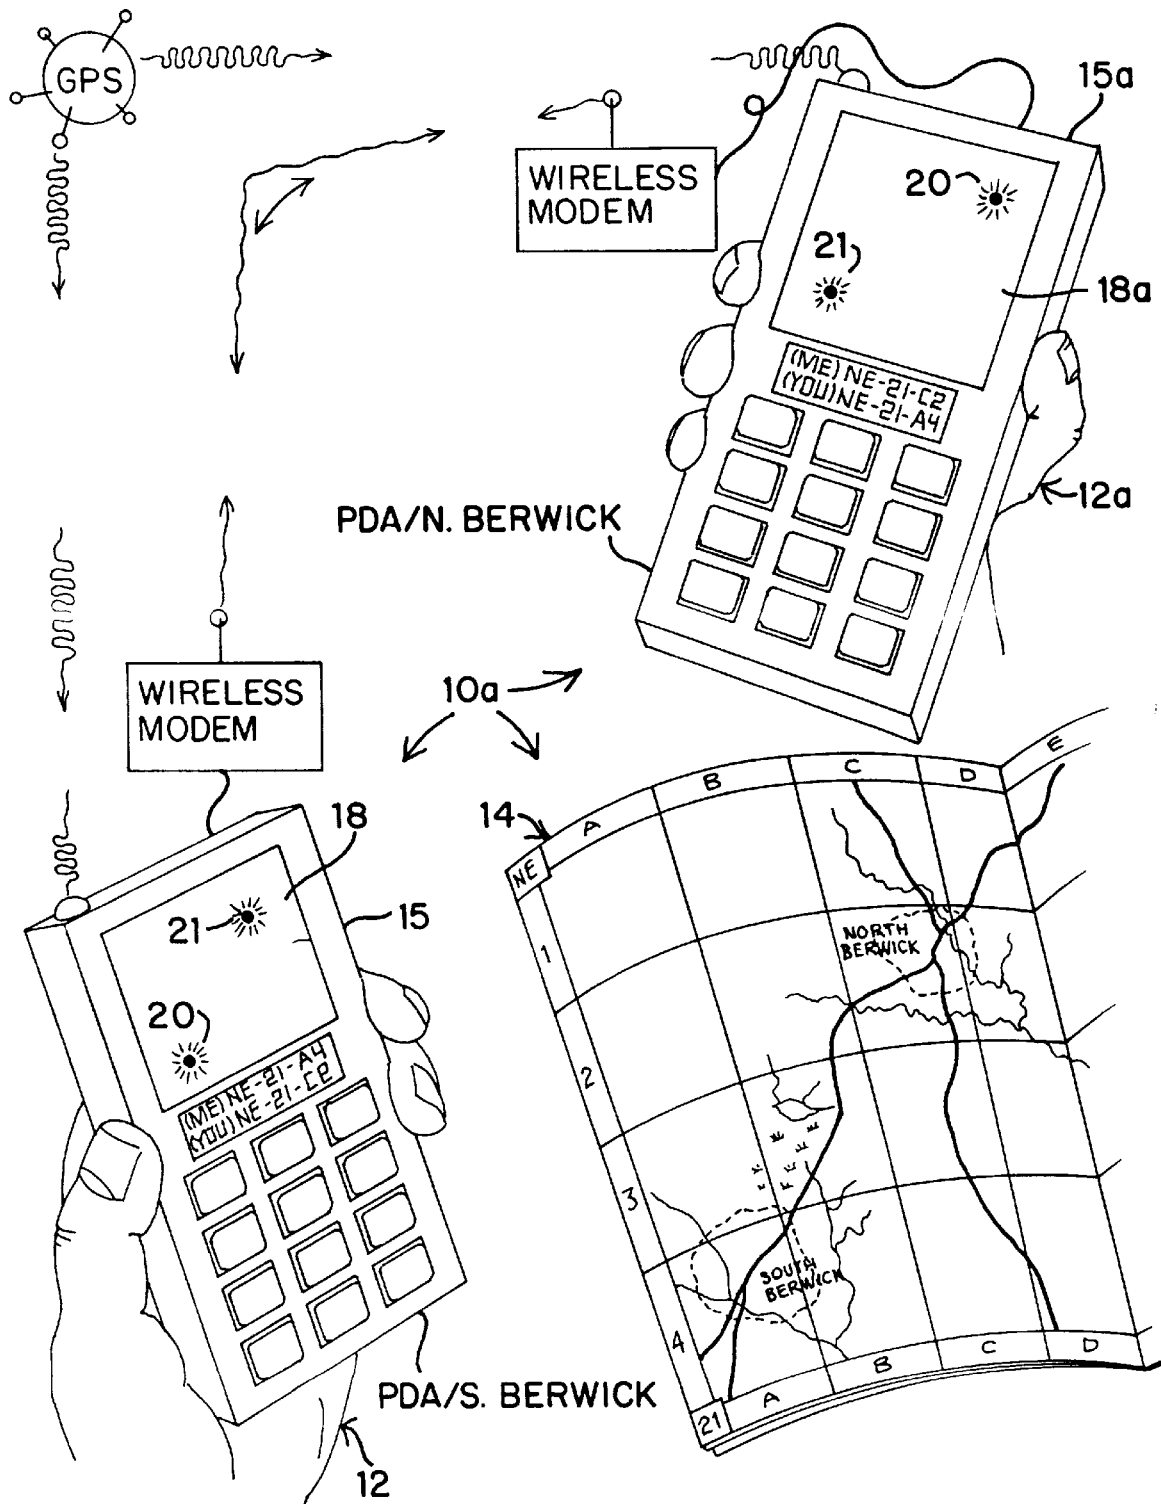 GPS
15a
WIRELESS
MODEM
20
21
18a
(ME) NE-21-C2
(YOU) NE-21-A4
12a
PDA/N. BERWICK
WIRELESS
MODEM
10a
18
21
15
20
(ME) NE-21-A4
(YOU) NE-21-C2
PDA/S. BERWICK
12
14
NE
A
B
C
D
E
1
NORTH
BERWICK
2
3
SOUTH
BERWICK
4
21
A
B
C
D